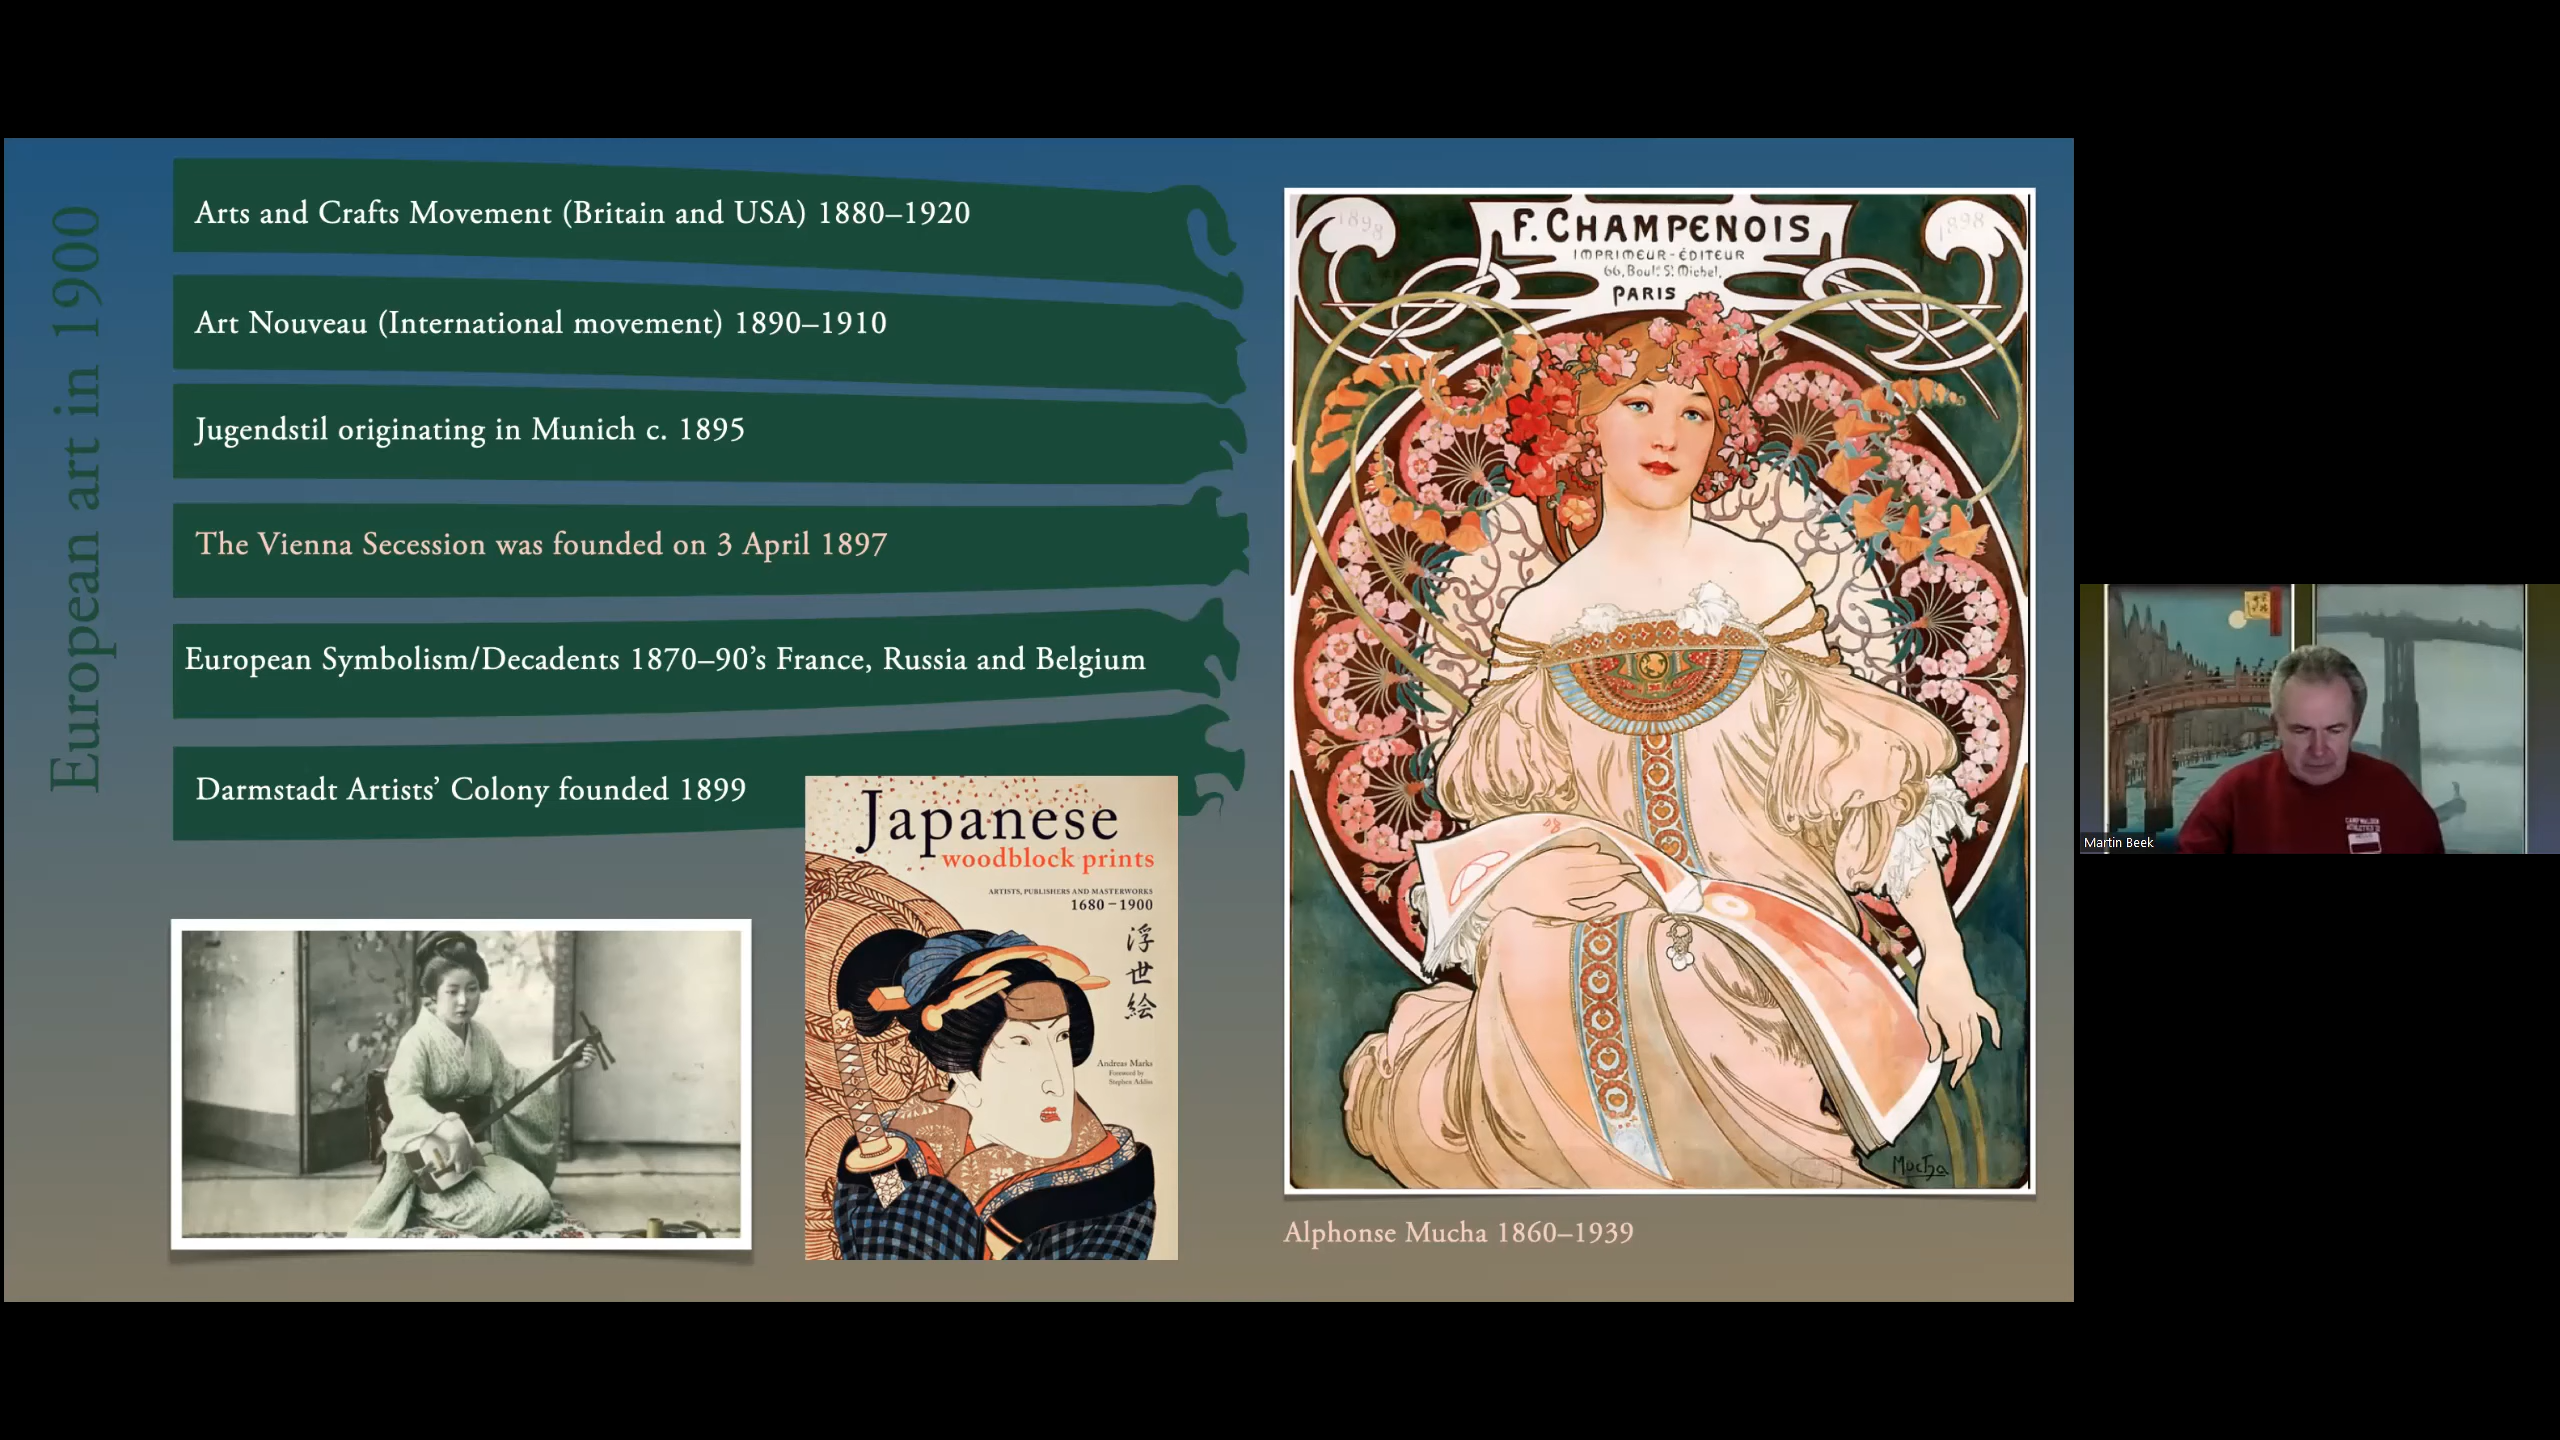 European art in 1900
Arts and Crafts Movement (Britain and USA) 1880–1920
Art Nouveau (International movement) 1890–1910
Jugendstil originating in Munich c. 1895
The Vienna Secession was founded on 3 April 1897
European Symbolism/Decadents 1870–90’s France, Russia and Belgium
Darmstadt Artists’ Colony founded 1899
Japanese
woodblock prints
ARTISTS, PUBLISHERS AND MASTERWORKS
1680–1900
浮世絵
Andreas Marks
Foreword by
Stephen Addiss
1898
1898
F. CHAMPENOIS
IMPRIMEUR-ÉDITEUR
66, Boul.t S.t Michel,
PARIS
Mucha
Alphonse Mucha 1860–1939
Martin Beek